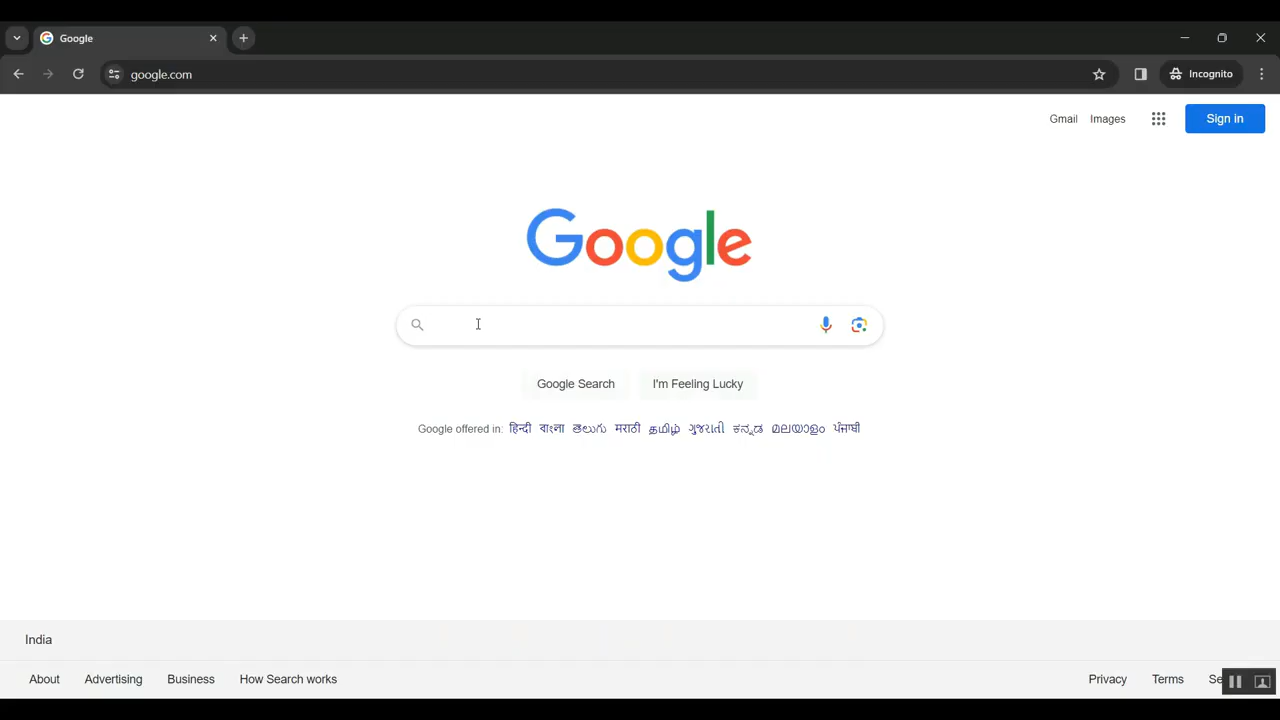 Google
google.com
Incognito
Gmail Images Sign in
Google
Google Search I'm Feeling Lucky
Google offered in: हिन्दी বাংলা తెలుగు मराठी தமிழ் ગુજરાતી ಕನ್ನಡ മലയാളം ਪੰਜਾਬੀ
India
About Advertising Business How Search works Privacy Terms